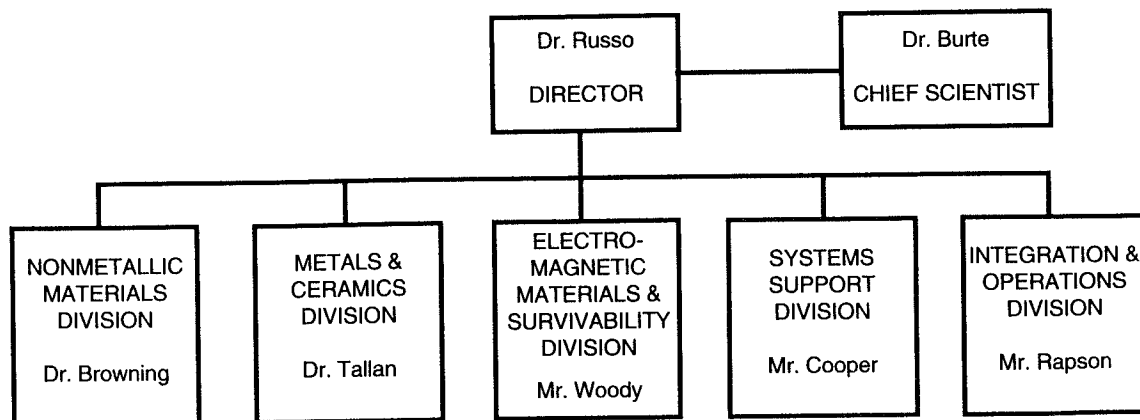 Dr. Russo
DIRECTOR
Dr. Burte
CHIEF SCIENTIST
NONMETALLIC
MATERIALS
DIVISION
Dr. Browning
METALS &
CERAMICS
DIVISION
Dr. Tallan
ELECTRO-
MAGNETIC
MATERIALS &
SURVIVABILITY
DIVISION
Mr. Woody
SYSTEMS
SUPPORT
DIVISION
Mr. Cooper
INTEGRATION &
OPERATIONS
DIVISION
Mr. Rapson